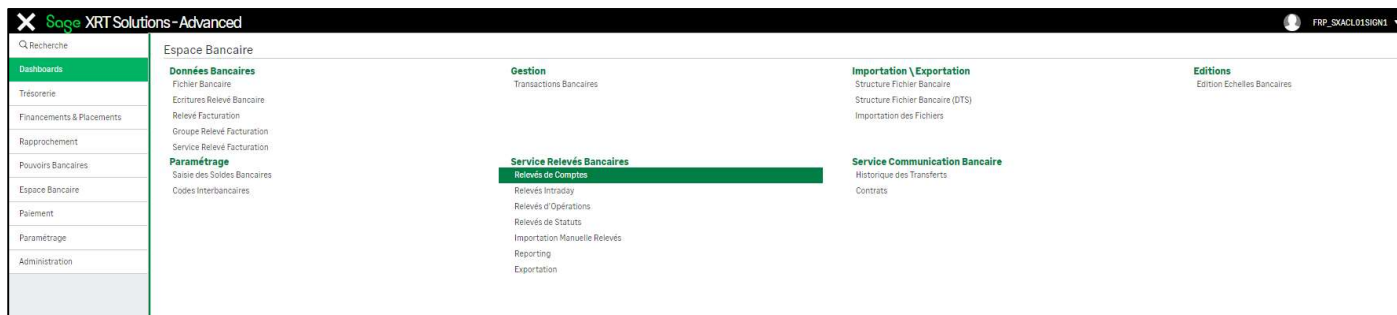 Sage XRT Solutions - Advanced
FRP_SXACL01SIGN1
Recherche
Dashboards
Trésorerie
Financements & Placements
Rapprochement
Pouvoirs Bancaires
Espace Bancaire
Paiement
Paramétrage
Administration
Espace Bancaire
Données Bancaires
Fichier Bancaire
Ecritures Relevé Bancaire
Relevé Facturation
Groupe Relevé Facturation
Service Relevé Facturation
Gestion
Transactions Bancaires
Importation \ Exportation
Structure Fichier Bancaire
Structure Fichier Bancaire (DTS)
Importation des Fichiers
Editions
Edition Echelles Bancaires
Paramétrage
Saisie des Soldes Bancaires
Codes Interbancaires
Service Relevés Bancaires
Relevés de Comptes
Relevés Intraday
Relevés d'Opérations
Relevés de Statuts
Importation Manuelle Relevés
Reporting
Exportation
Service Communication Bancaire
Historique des Transferts
Contrats